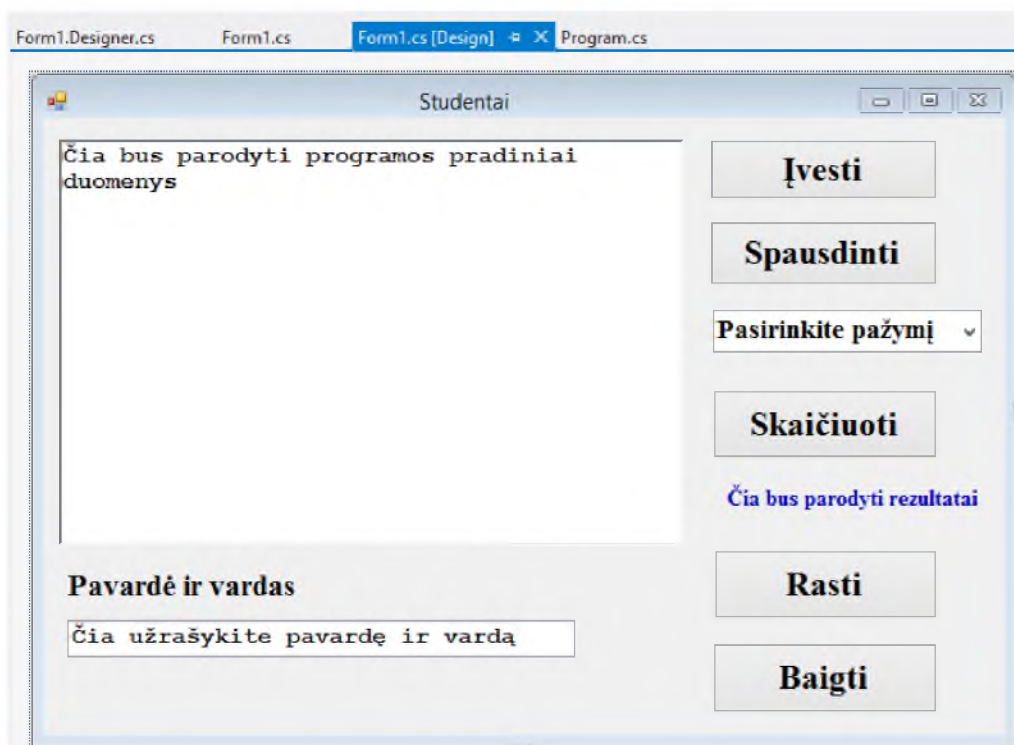 Form1.Designer.cs Form1.cs Form1.cs [Design] Program.cs
Studentai
Čia bus parodyti programos pradiniai
duomenys
Įvesti
Spausdinti
Pasirinkite pažymį
Skaičiuoti
Čia bus parodyti rezultatai
Pavardė ir vardas
Čia užrašykite pavardę ir vardą
Rasti
Baigti